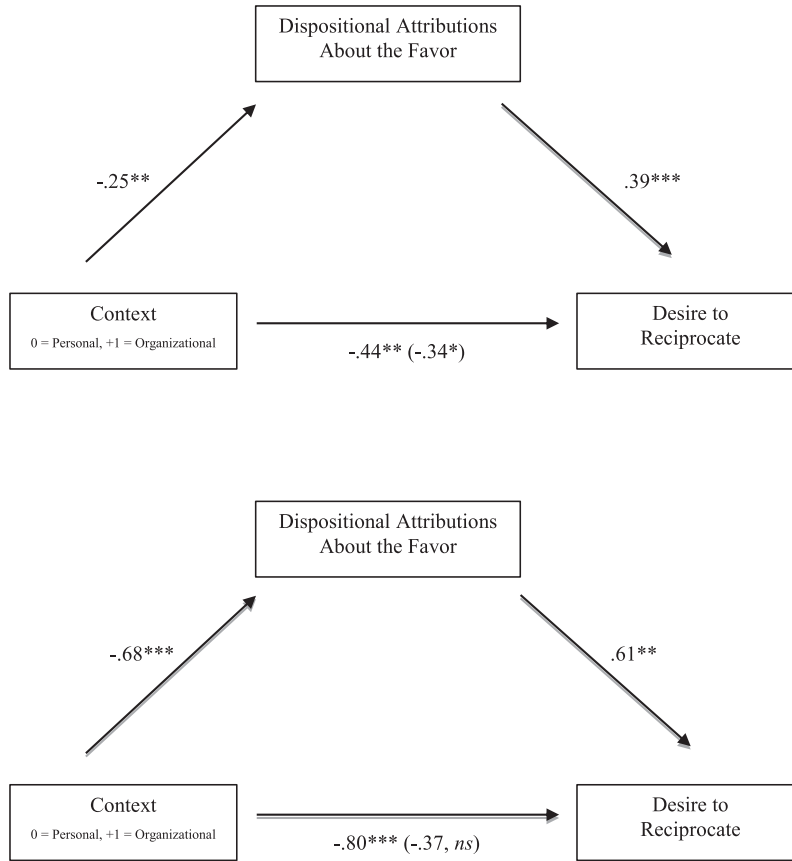 Dispositional Attributions
About the Favor
-.25**
.39***
Context
0 = Personal, +1 = Organizational
Desire to
Reciprocate
-.44** (-.34*)
Dispositional Attributions
About the Favor
-.68***
.61**
Context
0 = Personal, +1 = Organizational
Desire to
Reciprocate
-.80*** (-.37, ns)